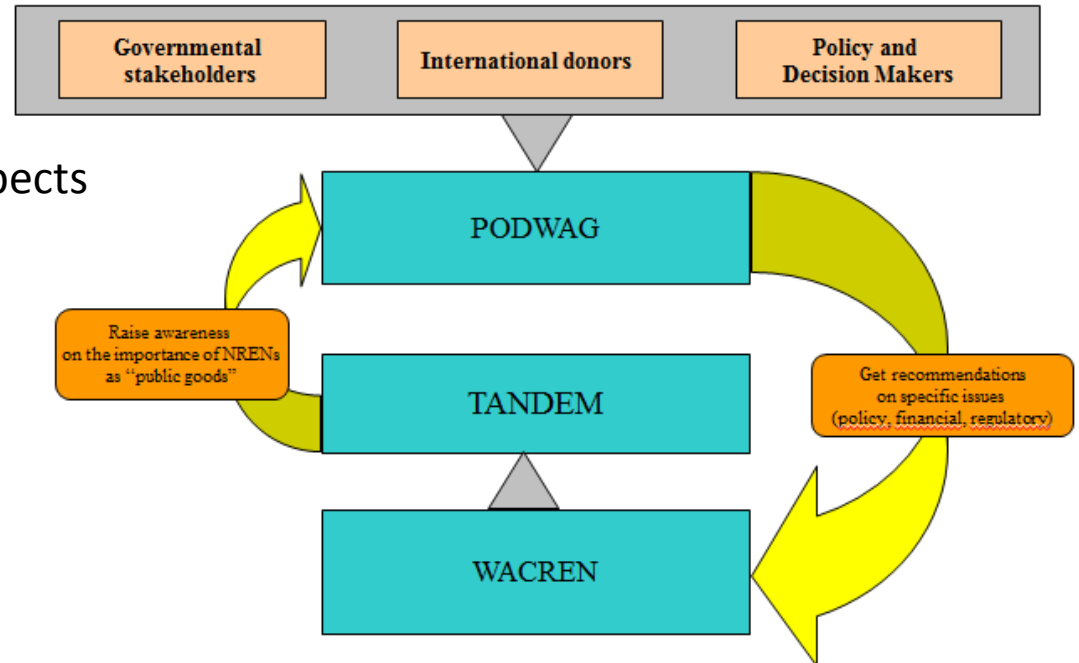 Governmental
stakeholders
International donors
Policy and
Decision Makers
pects
PODWAG
Raise awareness
on the importance of NRENs
as “public goods”
TANDEM
Get recommendations
on specific issues
(policy, financial, regulatory)
WACREN